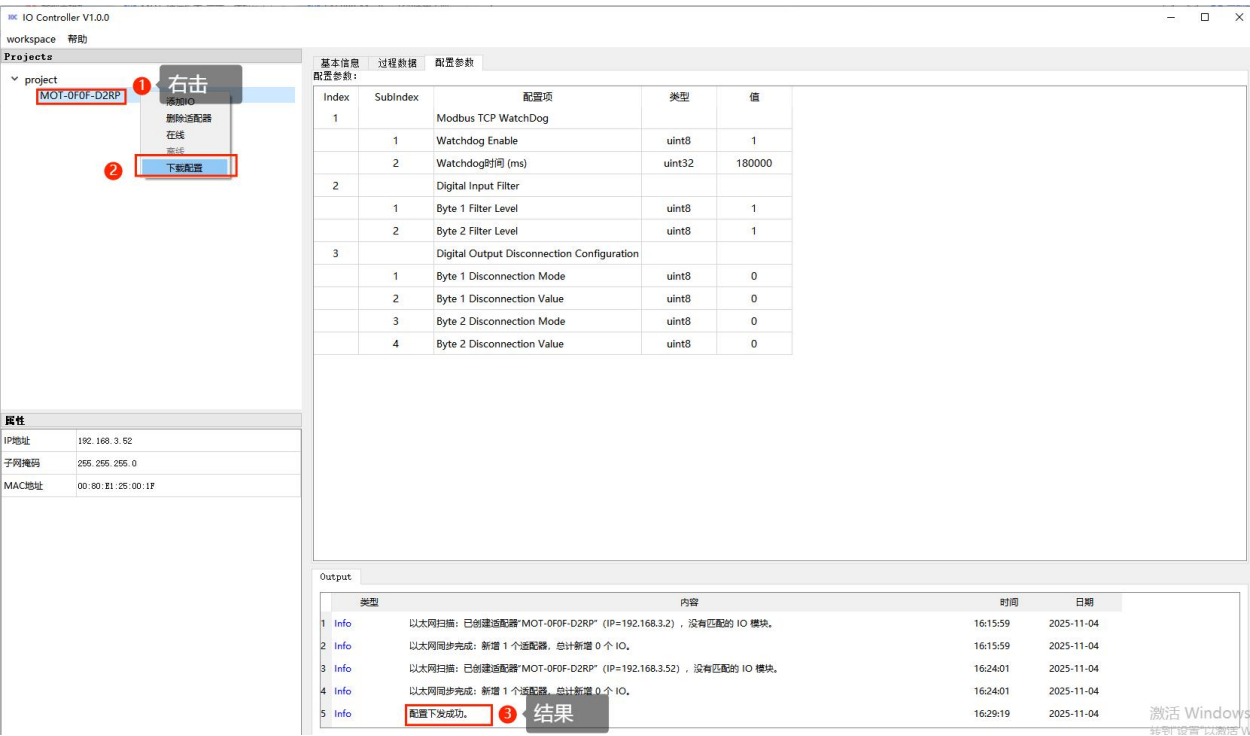 IO Controller V1.0.0
workspace 帮助
Projects
project
MOT-0F0F-D2RP
1 右击
添加IO
删除适配器
在线
离线
2 下载配置
属性
IP地址 192.168.3.52
子网掩码 255.255.255.0
MAC地址 00:80:E1:25:00:1F
基本信息 过程数据 配置参数
配置参数:
Index SubIndex 配置项 类型 值
1 Modbus TCP WatchDog
1 Watchdog Enable uint8 1
2 Watchdog时间 (ms) uint32 180000
2 Digital Input Filter
1 Byte 1 Filter Level uint8 1
2 Byte 2 Filter Level uint8 1
3 Digital Output Disconnection Configuration
1 Byte 1 Disconnection Mode uint8 0
2 Byte 1 Disconnection Value uint8 0
3 Byte 2 Disconnection Mode uint8 0
4 Byte 2 Disconnection Value uint8 0
Output
类型 内容 时间 日期
1 Info 以太网扫描：已创建适配器“MOT-0F0F-D2RP”（IP=192.168.3.2），没有匹配的 IO 模块。 16:15:59 2025-11-04
2 Info 以太网同步完成：新增 1 个适配器，总计新增 0 个 IO。 16:15:59 2025-11-04
3 Info 以太网扫描：已创建适配器“MOT-0F0F-D2RP”（IP=192.168.3.52），没有匹配的 IO 模块。 16:24:01 2025-11-04
4 Info 以太网同步完成：新增 1 个适配器，总计新增 0 个 IO。 16:24:01 2025-11-04
5 Info 配置下发成功。 3 结果 16:29:19 2025-11-04
激活 Windows
转到"设置"以激活 W